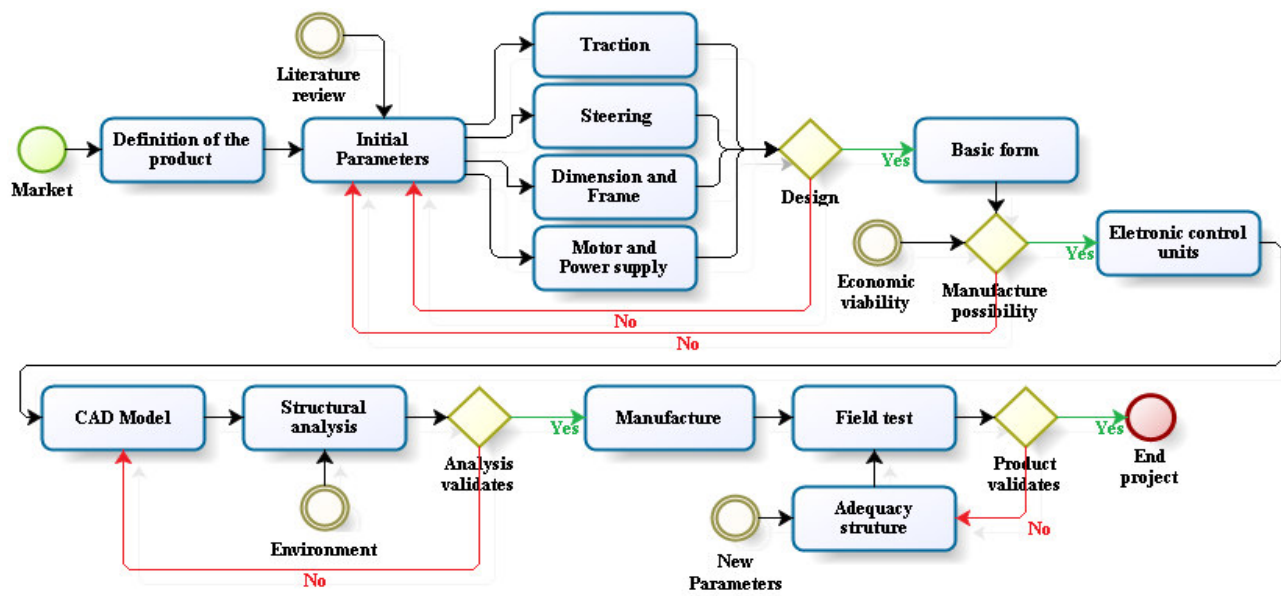 Literature
review
Traction
Steering
Dimension and
Frame
Motor and
Power supply
Market
Definition of the
product
Initial
Parameters
Design
Yes
Basic form
Economic
viability
Manufacture
possibility
Yes
Eletronic control
units
No
No
CAD Model
Structural
analysis
Environment
Analysis
validates
Yes
No
Manufacture
Field test
Product
validates
Yes
End
project
No
Adequacy
struture
New
Parameters